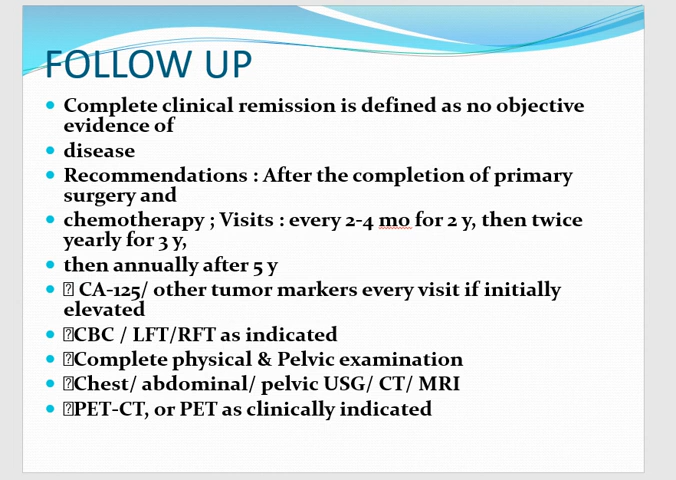 FOLLOW UP
Complete clinical remission is defined as no objective
evidence of
disease
Recommendations : After the completion of primary
surgery and
chemotherapy ; Visits : every 2-4 mo for 2 y, then twice
yearly for 3 y,
then annually after 5 y
⍰ CA-125/ other tumor markers every visit if initially
elevated
⍰CBC / LFT/RFT as indicated
⍰Complete physical & Pelvic examination
⍰Chest/ abdominal/ pelvic USG/ CT/ MRI
⍰PET-CT, or PET as clinically indicated